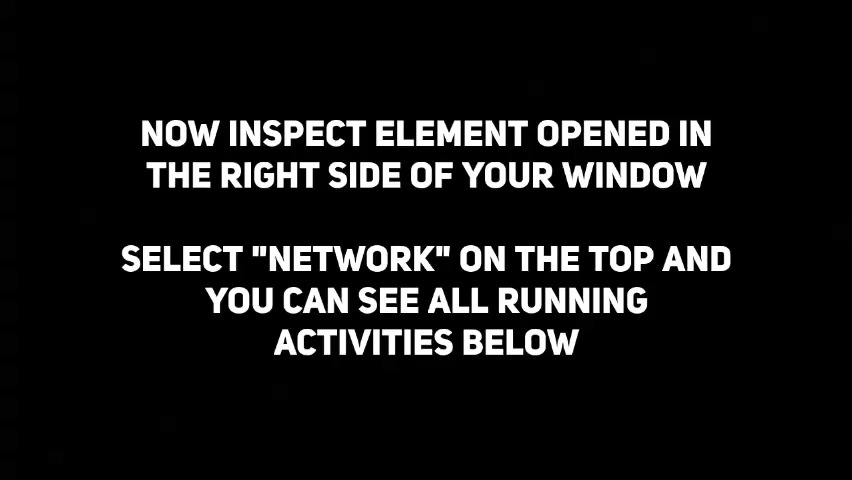 NOW INSPECT ELEMENT OPENED IN
THE RIGHT SIDE OF YOUR WINDOW
SELECT "NETWORK" ON THE TOP AND
YOU CAN SEE ALL RUNNING
ACTIVITIES BELOW